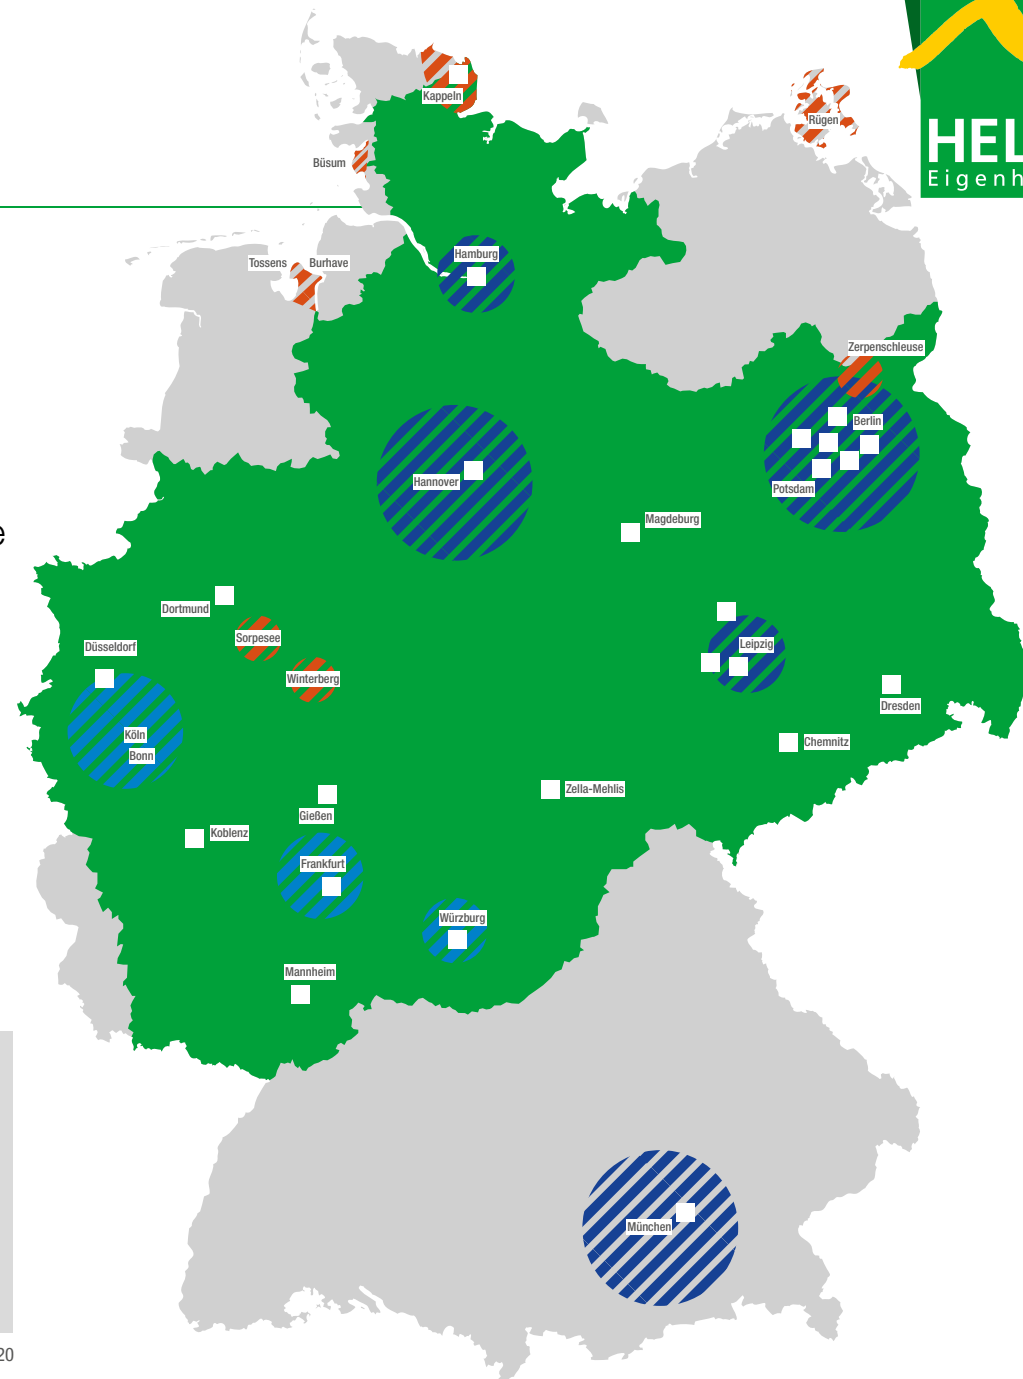 Kappeln
Rügen
HEL
Eigenh
Büsum
Hamburg
Tossens
Burhave
Zerpenschleuse
Berlin
Hannover
Potsdam
Magdeburg
e
Dortmund
Sorpesee
Düsseldorf
Leipzig
Winterberg
Dresden
Köln
Chemnitz
Bonn
Zella-Mehlis
Gießen
Koblenz
Frankfurt
Würzburg
Mannheim
München
20